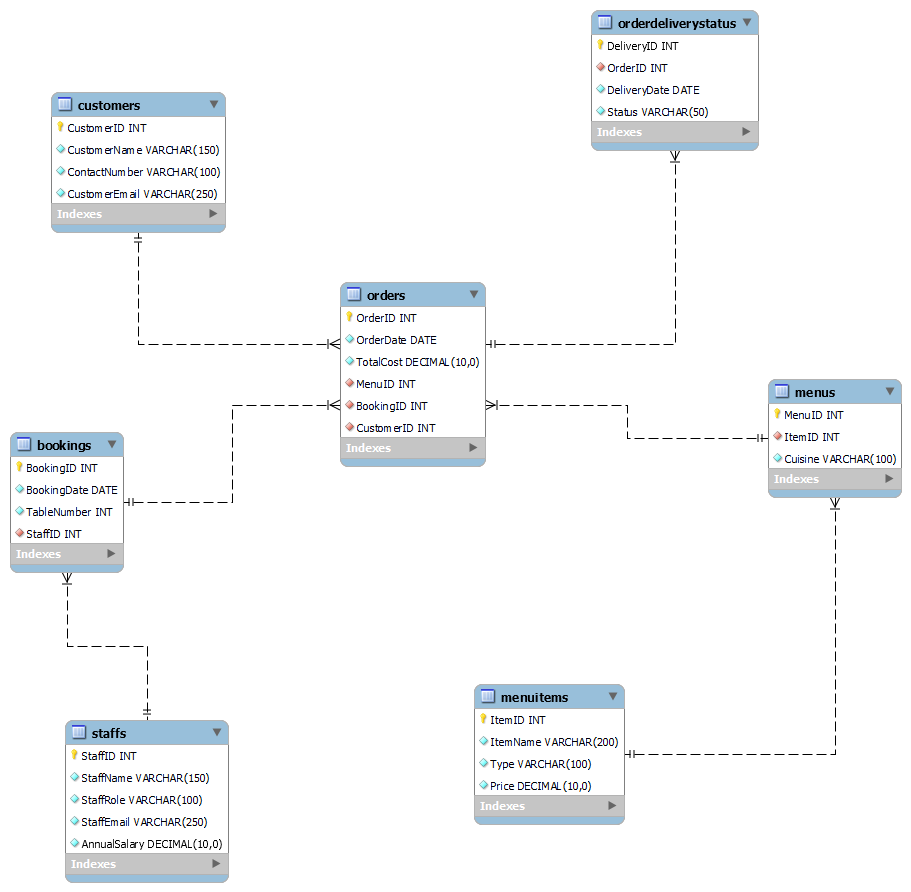 orderdeliverystatus
DeliveryID INT
OrderID INT
DeliveryDate DATE
Status VARCHAR(50)
Indexes
customers
CustomerID INT
CustomerName VARCHAR(150)
ContactNumber VARCHAR(100)
CustomerEmail VARCHAR(250)
Indexes
orders
OrderID INT
OrderDate DATE
TotalCost DECIMAL(10,0)
MenuID INT
BookingID INT
CustomerID INT
Indexes
menus
MenuID INT
ItemID INT
Cuisine VARCHAR(100)
Indexes
bookings
BookingID INT
BookingDate DATE
TableNumber INT
StaffID INT
Indexes
menuitems
ItemID INT
ItemName VARCHAR(200)
Type VARCHAR(100)
Price DECIMAL(10,0)
Indexes
staffs
StaffID INT
StaffName VARCHAR(150)
StaffRole VARCHAR(100)
StaffEmail VARCHAR(250)
AnnualSalary DECIMAL(10,0)
Indexes